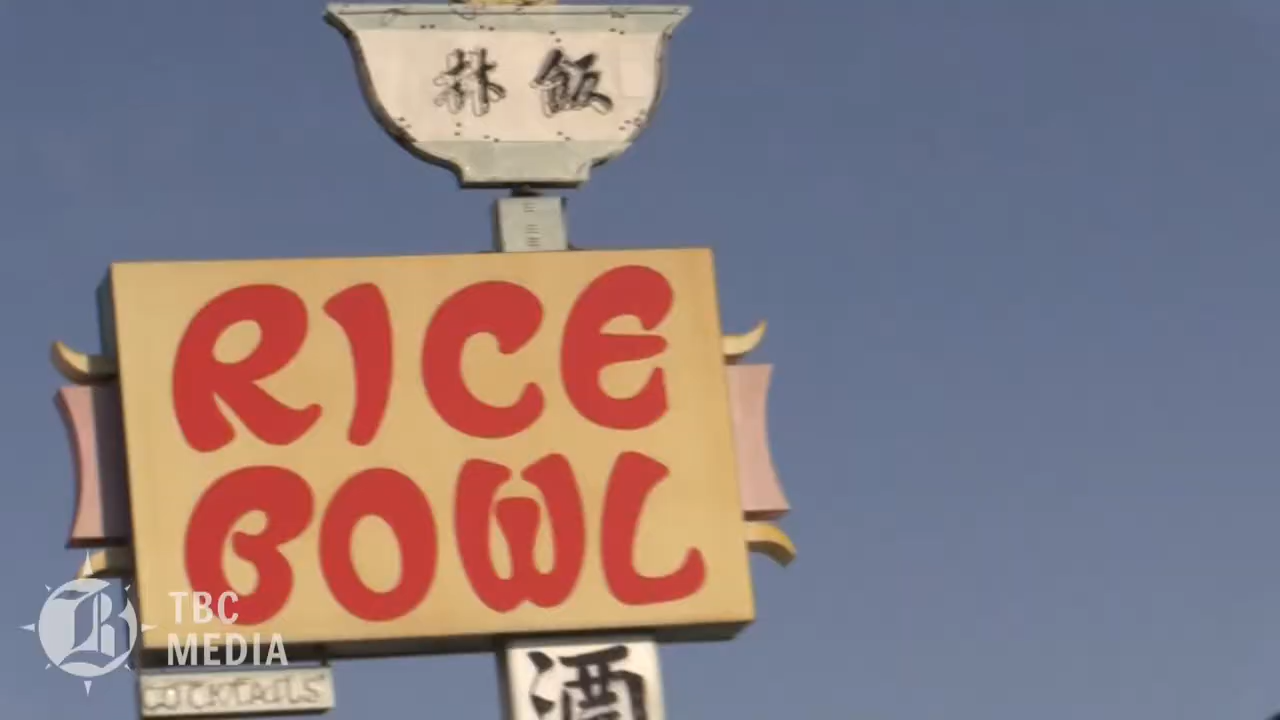 飯
RICE
BOWL
TBC
MEDIA
COCKTAILS
酒